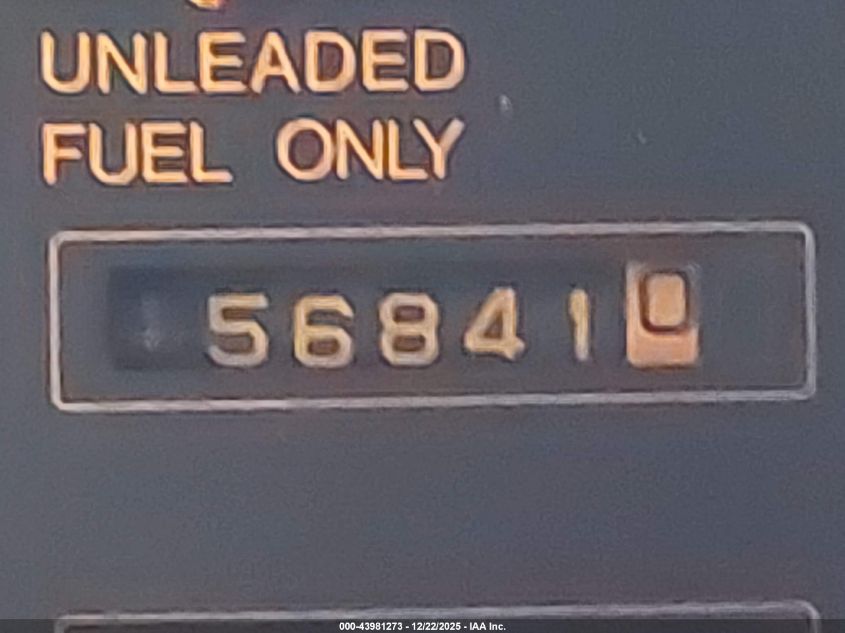 UNLEADED
FUEL ONLY
568410
000-43981273 - 12/22/2025 - IAA Inc.